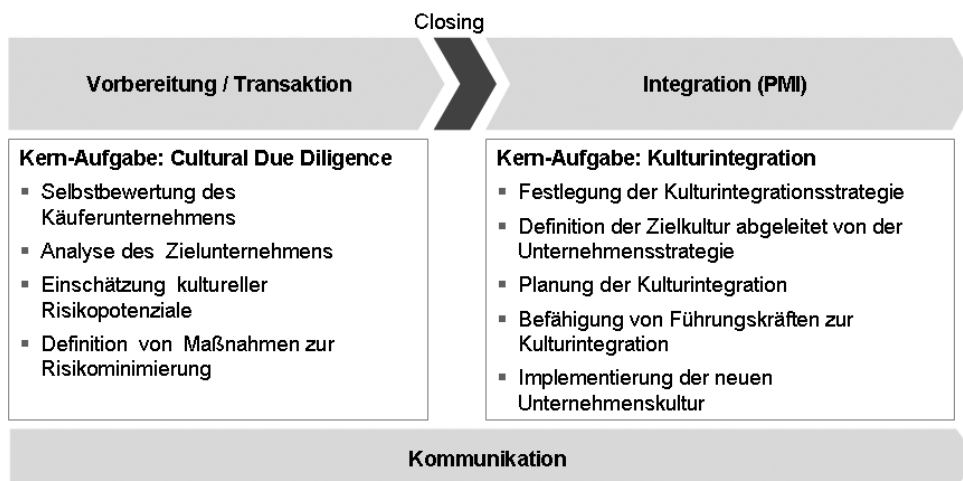 Closing
Vorbereitung / Transaktion
Integration (PMI)
Kern-Aufgabe: Cultural Due Diligence
Selbstbewertung des
Käuferunternehmens
Analyse des Zielunternehmens
Einschätzung kultureller
Risikopotenziale
Definition von Maßnahmen zur
Risikominimierung
Kern-Aufgabe: Kulturintegration
Festlegung der Kulturintegrationsstrategie
Definition der Zielkultur abgeleitet von der
Unternehmensstrategie
Planung der Kulturintegration
Befähigung von Führungskräften zur
Kulturintegration
Implementierung der neuen
Unternehmenskultur
Kommunikation